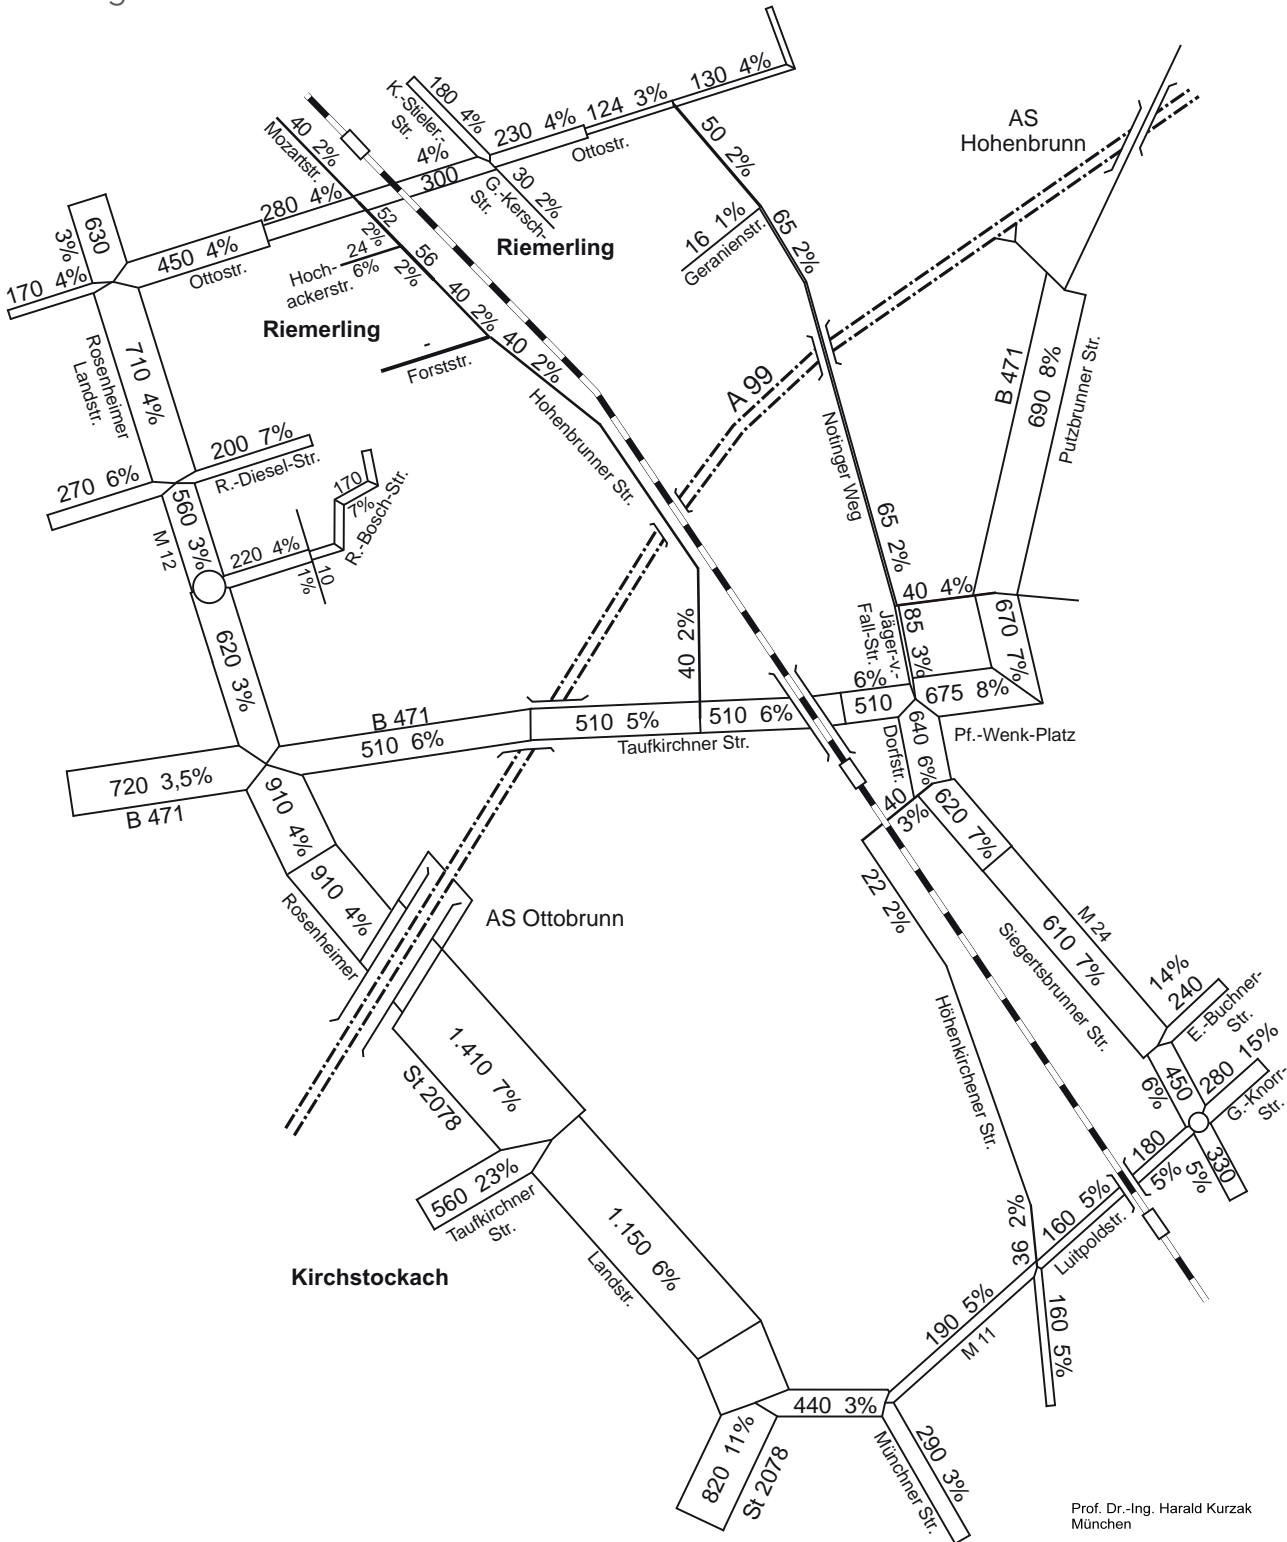 130 4%
180 4%
K.-Stieler.-
Str.
124 3%
230 4%
Ottostr.
40 2%
Mozartstr.
4%
300
G.-Kersch-
Str.
30 2%
50 2%
AS
Hohenbrunn
280 4%
52
2%
630
3%
450 4%
Ottostr.
170 4%
Riemerling
16 1%
Geranienstr.
65 2%
56
2%
24
6%
Hoch-
ackerstr.
40 2%
Riemerling
40 2%
-
Forststr.
Rosenheimer
Landstr.
710 4%
A 99
B 471
690 8%
Putzbrunner Str.
Hohenbrunner Str.
Notinger Weg
200 7%
R.-Diesel-Str.
270 6%
560 3%
M 12
170
7%
R.-Bosch-Str.
220 4%
10
1%
65 2%
40 4%
85 3%
Jäger-v.-
Fall-Str.
670 7%
620 3%
40 2%
6%
510
675 8%
B 471
510 6%
510 5%
510 6%
Taufkirchner Str.
640 6%
Dorfstr.
Pf.-Wenk-Platz
720 3,5%
B 471
910 4%
40
3%
620 7%
910 4%
Rosenheimer
AS Ottobrunn
22 2%
610 7%
M 24
Siegertsbrunner Str.
14%
240
E.-Buchner-
Str.
Höhenkirchener Str.
1.410 7%
St 2078
450
6%
280 15%
G.-Knorr-
Str.
180
5%
330
5%
560 23%
Taufkirchner
Str.
36 2%
160 5%
Luitpoldstr.
1.150 6%
Landstr.
Kirchstockach
190 5%
M 11
160 5%
440 3%
820 11%
St 2078
Münchner Str.
290 3%
Prof. Dr.-Ing. Harald Kurzak
München